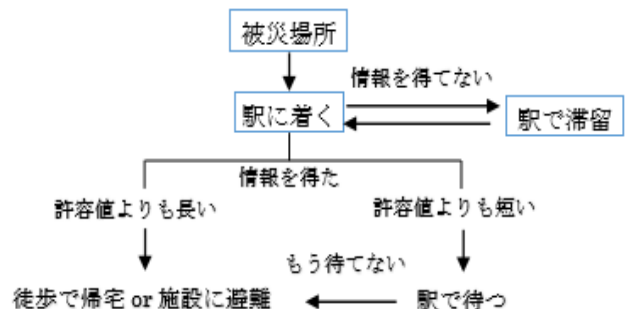 被災場所
情報を得てない
駅に着く
駅で滞留
情報を得た
許容値よりも長い
許容値よりも短い
もう待てない
徒歩で帰宅 or 施設に避難
駅で待つ